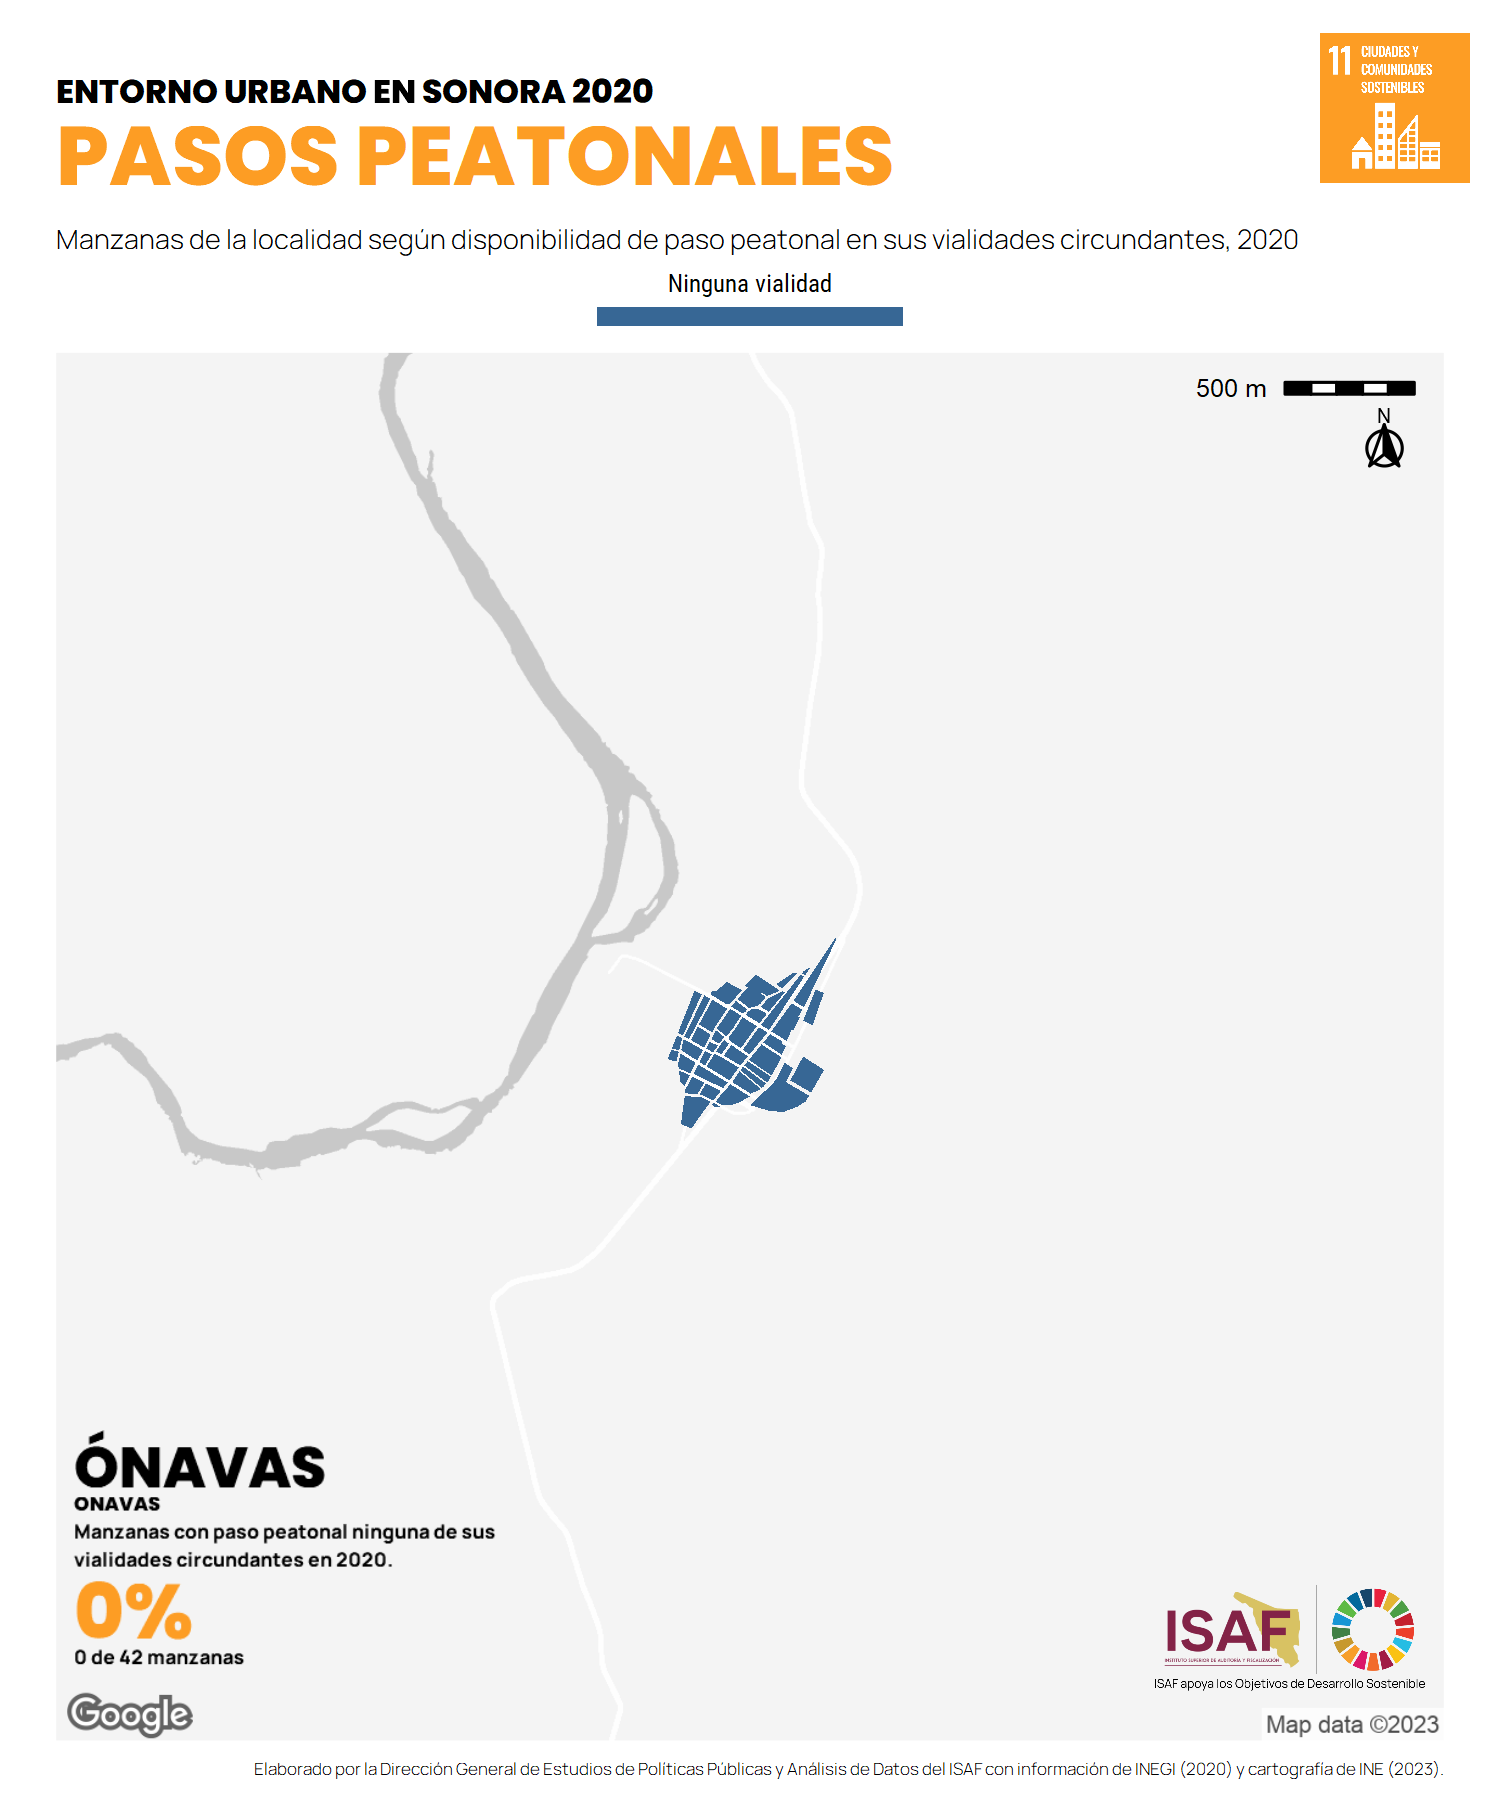 ENTORNO URBANO EN SONORA 2020
PASOS PEATONALES
11 CIUDADES Y
COMUNIDADES
SOSTENIBLES
Manzanas de la localidad según disponibilidad de paso peatonal en sus vialidades circundantes, 2020
Ninguna vialidad
500 m
N
ÓNAVAS
ONAVAS
Manzanas con paso peatonal ninguna de sus
vialidades circundantes en 2020.
0%
0 de 42 manzanas
Google
ISAF
INSTITUTO SUPERIOR DE AUDITORÍA Y FISCALIZACIÓN
ISAF apoya los Objetivos de Desarrollo Sostenible
Map data ©2023
Elaborado por la Dirección General de Estudios de Políticas Públicas y Análisis de Datos del ISAF con información de INEGI (2020) y cartografía de INE (2023).